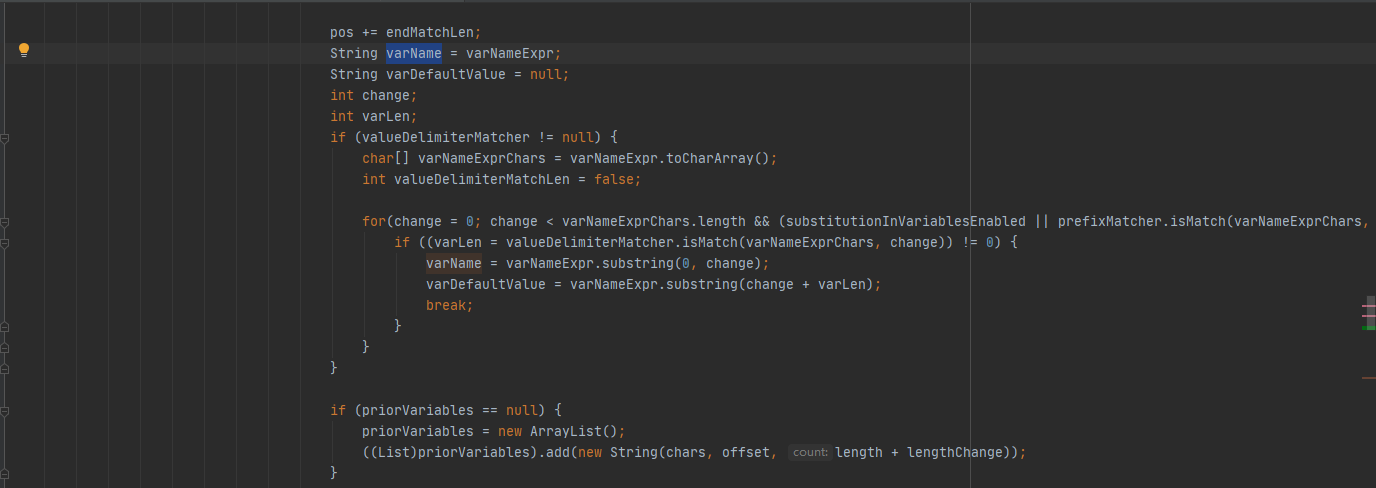 pos += endMatchLen;
String varName = varNameExpr;
String varDefaultValue = null;
int change;
int varLen;
if (valueDelimiterMatcher != null) {
char[] varNameExprChars = varNameExpr.toCharArray();
int valueDelimiterMatchLen = false;
for(change = 0; change < varNameExprChars.length && (substitutionInVariablesEnabled || prefixMatcher.isMatch(varNameExprChars,
if ((varLen = valueDelimiterMatcher.isMatch(varNameExprChars, change)) != 0) {
varName = varNameExpr.substring(0, change);
varDefaultValue = varNameExpr.substring(change + varLen);
break;
}
}
}
if (priorVariables == null) {
priorVariables = new ArrayList();
((List)priorVariables).add(new String(chars, offset, count: length + lengthChange));
}